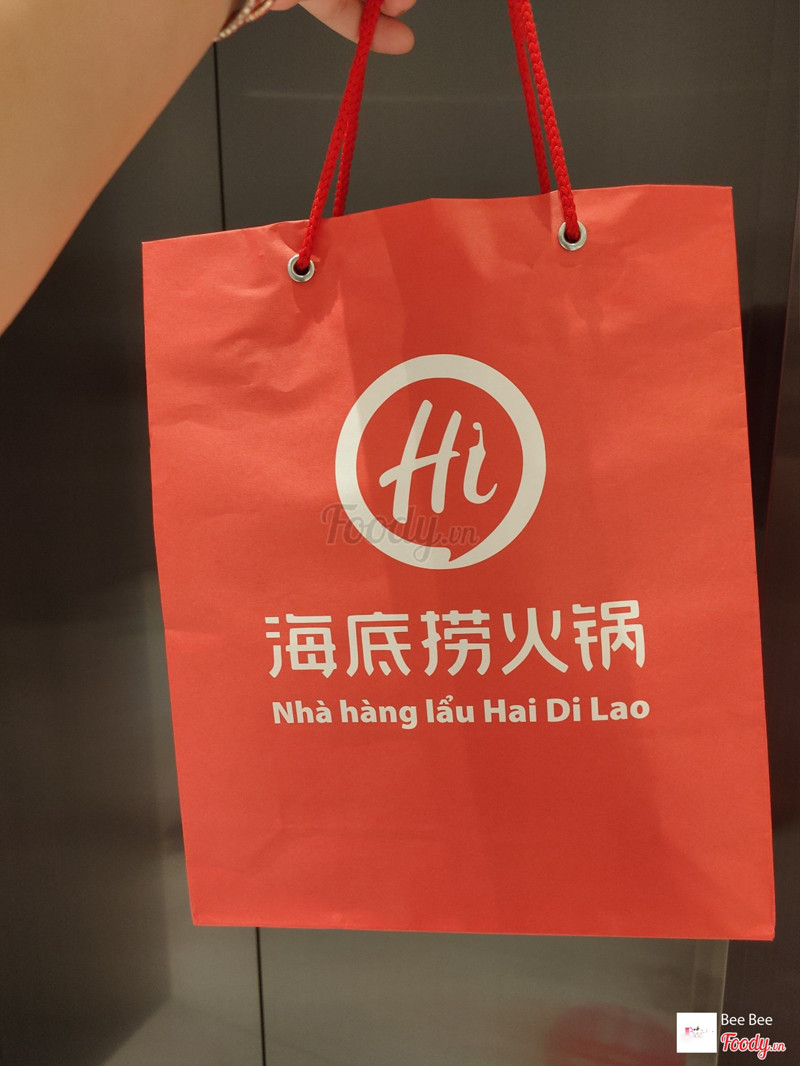 Hi
Foody.vn
海底捞火锅
Nhà hàng lẩu Hai Di Lao
Bee Bee
Foody.vn